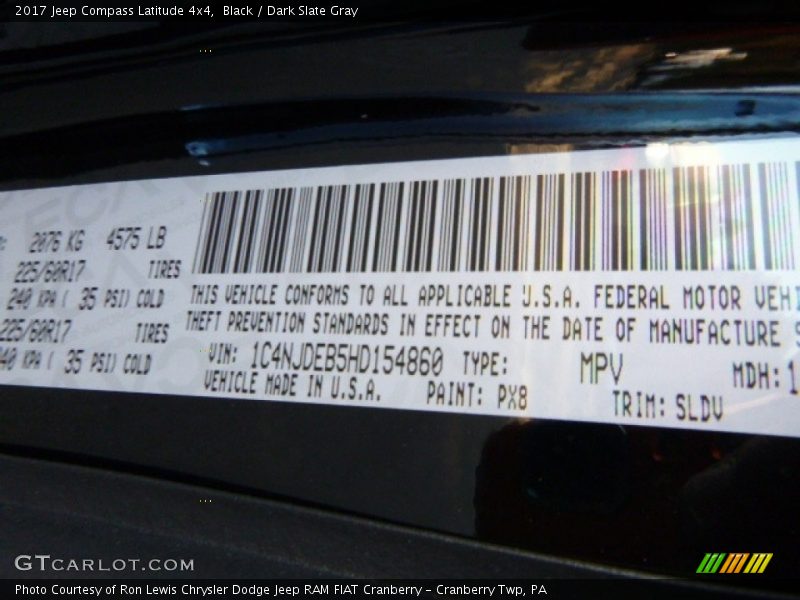 2017 Jeep Compass Latitude 4x4, Black / Dark Slate Gray
2076 KG 4575 LB
225/60R17 TIRES
240 KPA ( 35 PSI) COLD
225/60R17 TIRES
240 KPA ( 35 PSI) COLD
THIS VEHICLE CONFORMS TO ALL APPLICABLE U.S.A. FEDERAL MOTOR VEHI
THEFT PREVENTION STANDARDS IN EFFECT ON THE DATE OF MANUFACTURE S
VIN: 1C4NJDEB5HD154860 TYPE: MPV MDH: 1
VEHICLE MADE IN U.S.A. PAINT: PX8 TRIM: SLDV
GTCARLOT.COM
Photo Courtesy of Ron Lewis Chrysler Dodge Jeep RAM FIAT Cranberry – Cranberry Twp, PA